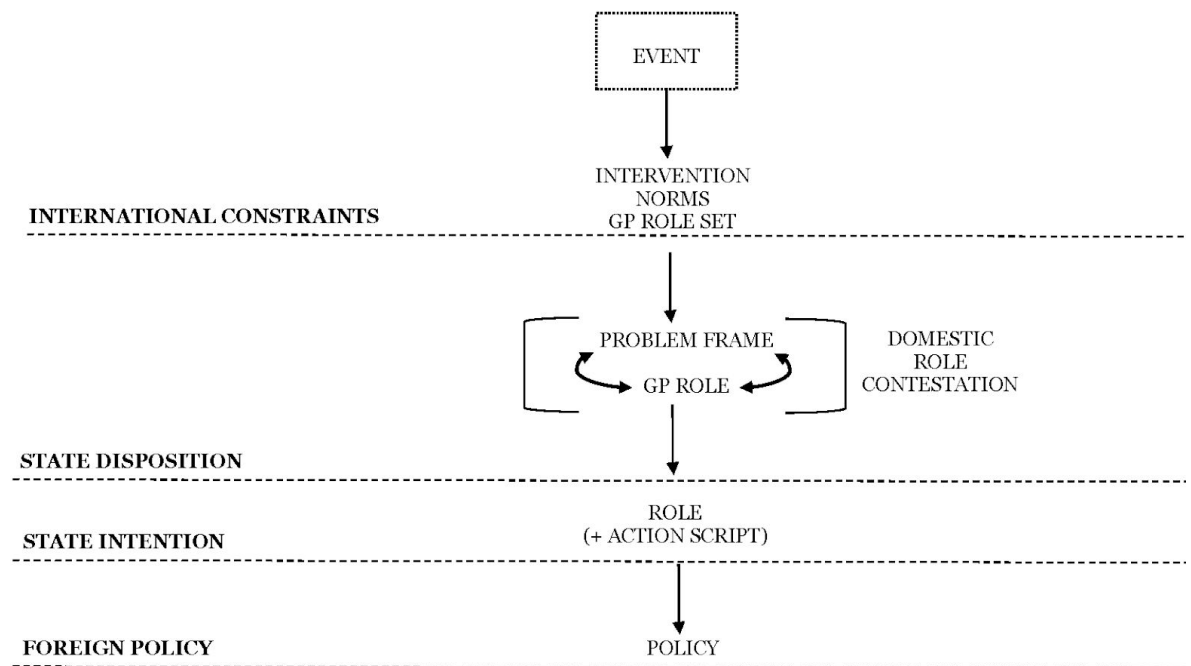 EVENT
INTERVENTION
NORMS
GP ROLE SET
INTERNATIONAL CONSTRAINTS
PROBLEM FRAME
GP ROLE
DOMESTIC
ROLE
CONTESTATION
STATE DISPOSITION
ROLE
(+ ACTION SCRIPT)
STATE INTENTION
FOREIGN POLICY
POLICY